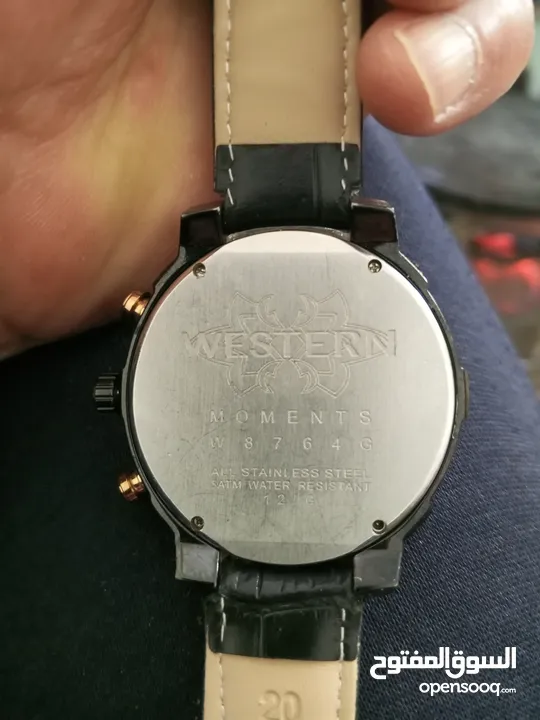 WESTERN
MOMENTS
W8764G
ALL STAINLESS STEEL
5ATM WATER RESISTANT
السوق المفتوح
opensooq.com
20